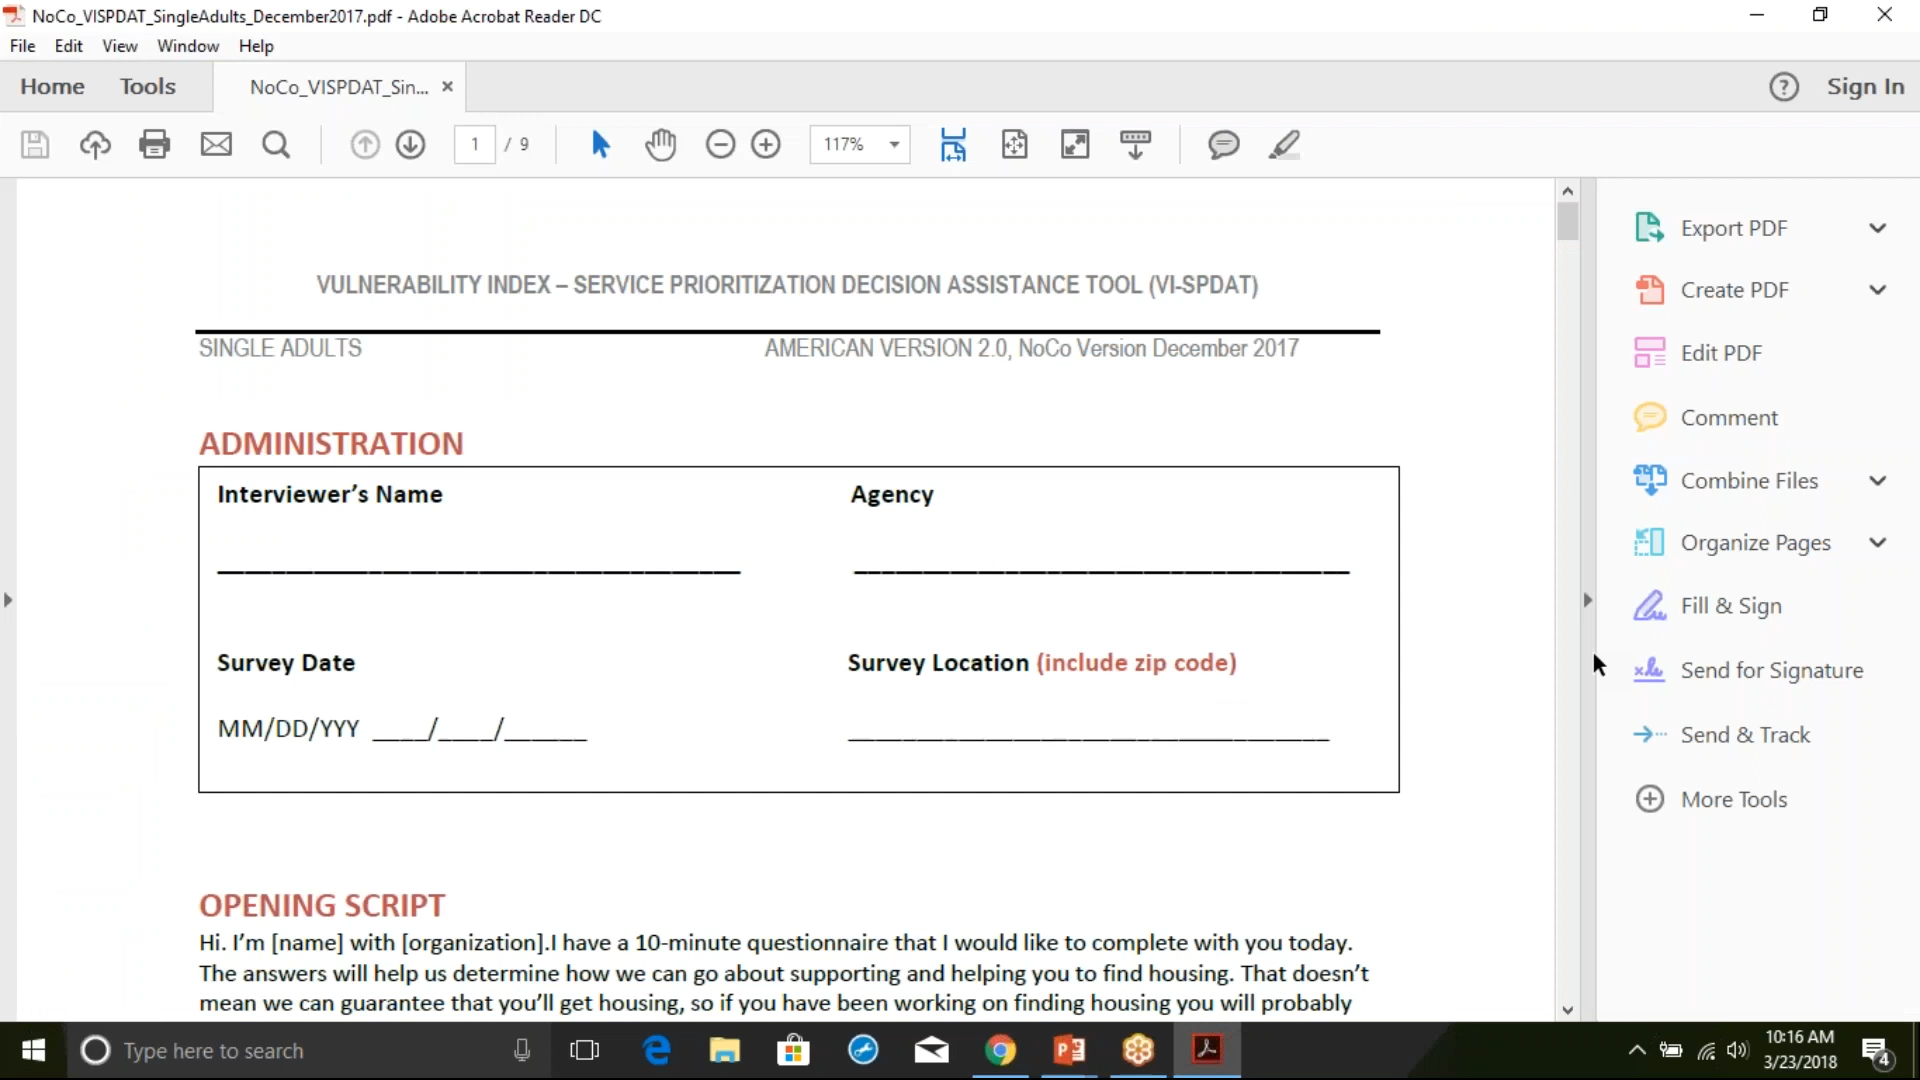 NoCo_VISPDAT_SingleAdults_December2017.pdf - Adobe Acrobat Reader DC
File Edit View Window Help
Home Tools NoCo_VISPDAT_Sin... × Sign In
1 / 9 117%
VULNERABILITY INDEX – SERVICE PRIORITIZATION DECISION ASSISTANCE TOOL (VI-SPDAT)
SINGLE ADULTS AMERICAN VERSION 2.0, NoCo Version December 2017
ADMINISTRATION
Interviewer’s Name Agency
Survey Date Survey Location (include zip code)
MM/DD/YYY ____/____/______
OPENING SCRIPT
Hi. I’m [name] with [organization].I have a 10-minute questionnaire that I would like to complete with you today.
The answers will help us determine how we can go about supporting and helping you to find housing. That doesn’t
mean we can guarantee that you’ll get housing, so if you have been working on finding housing you will probably
Export PDF
Create PDF
Edit PDF
Comment
Combine Files
Organize Pages
Fill & Sign
Send for Signature
Send & Track
More Tools
Type here to search
10:16 AM
3/23/2018
4